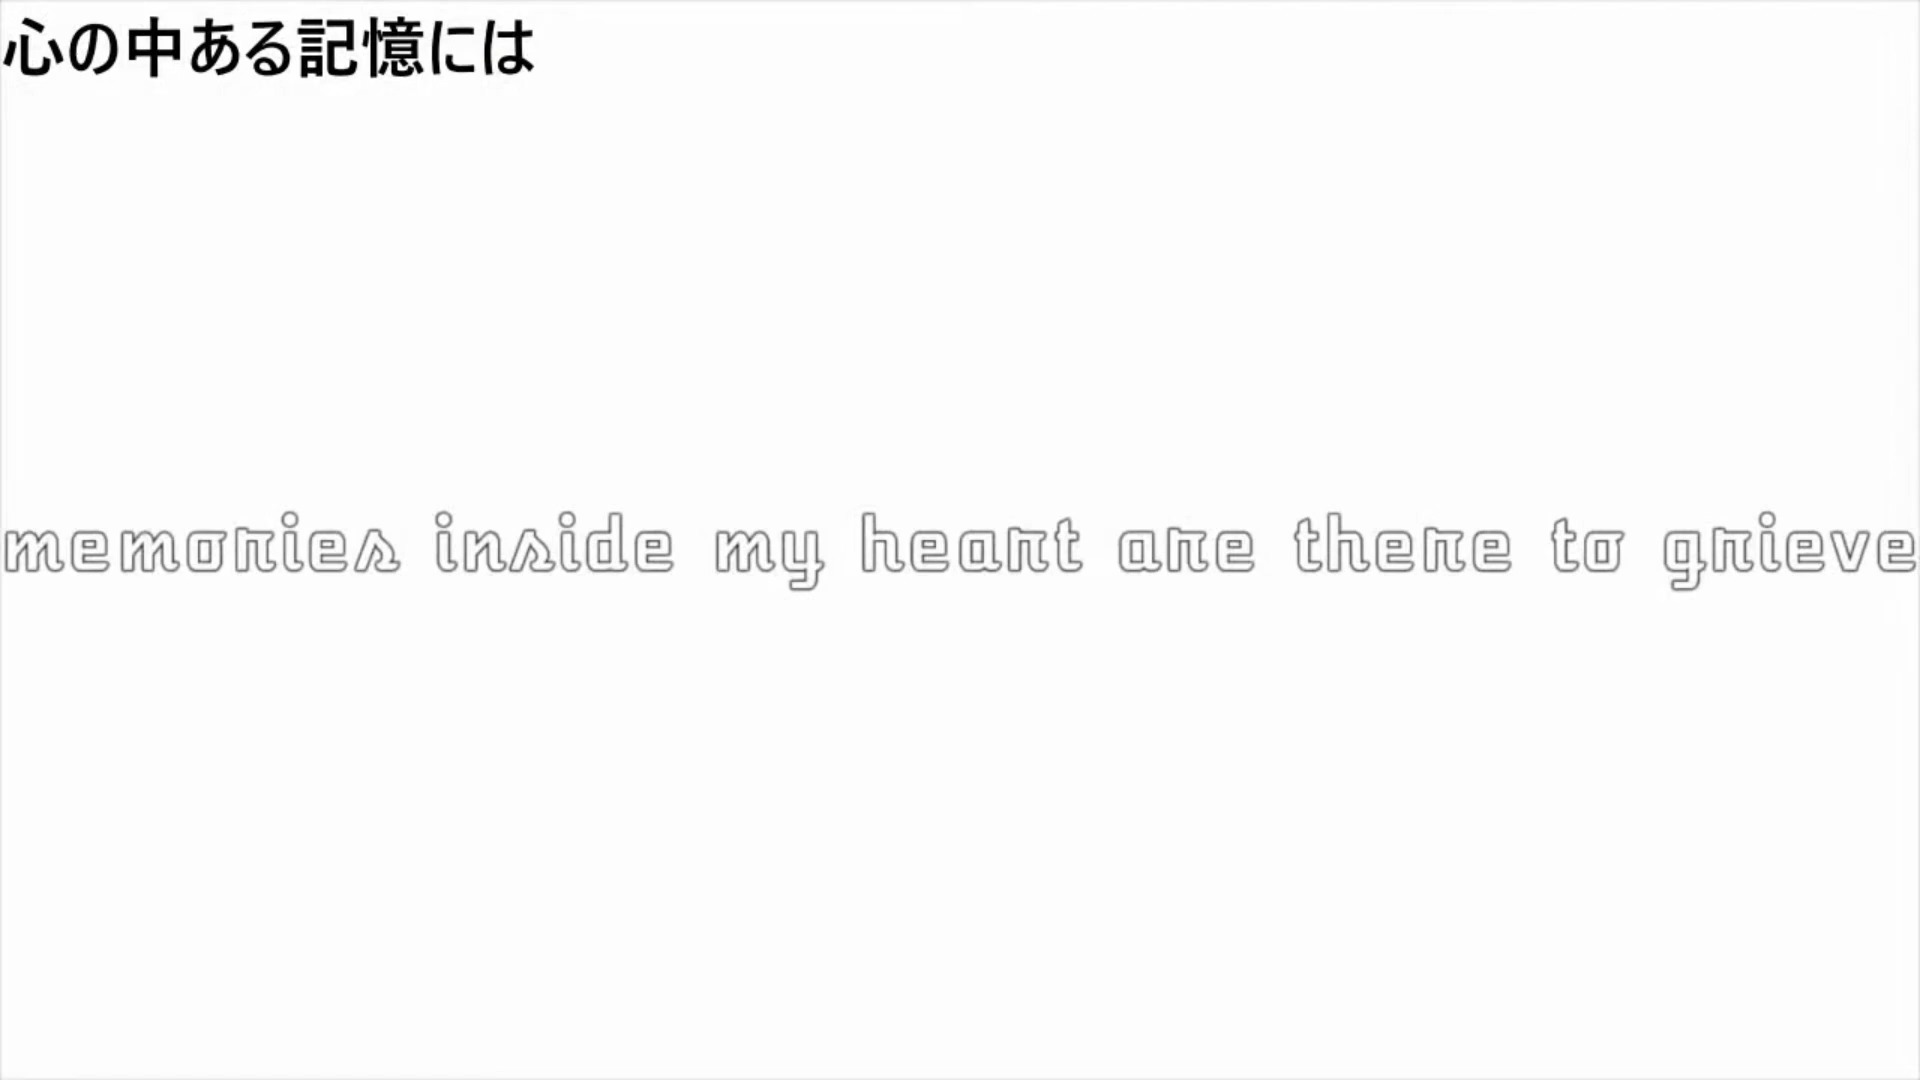 心の中ある記憶には
memories inside my heart are there to grieve